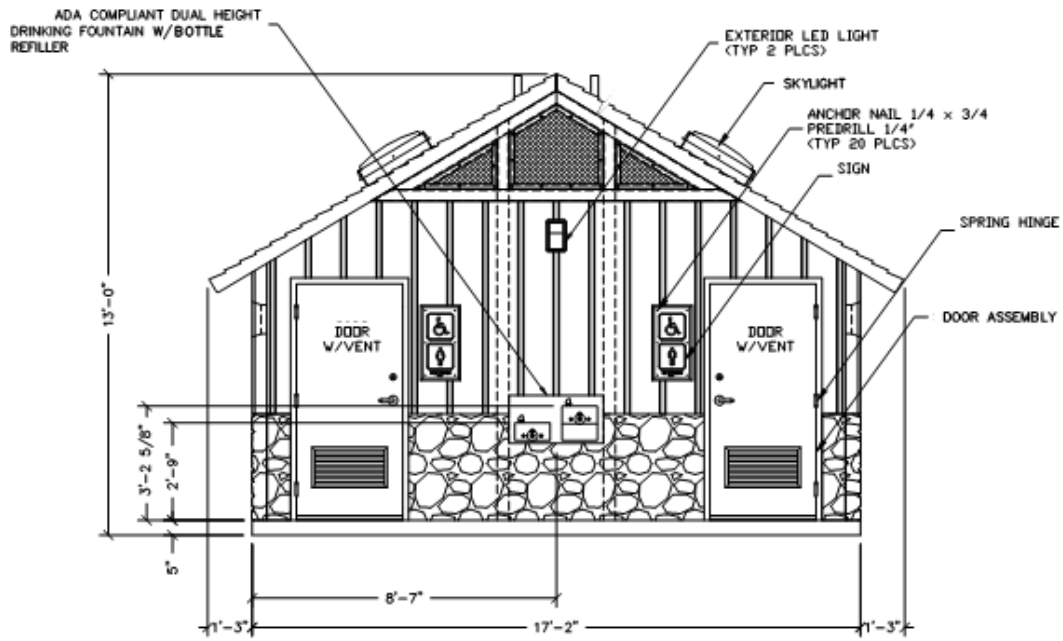 ADA COMPLIANT DUAL HEIGHT
DRINKING FOUNTAIN W/BOTTLE
REFILLER
EXTERIOR LED LIGHT
(TYP 2 PLCS)
SKYLIGHT
ANCHOR NAIL 1/4 x 3/4
PREDRILL 1/4"
(TYP 20 PLCS)
SIGN
SPRING HINGE
DOOR ASSEMBLY
DOOR
W/VENT
DOOR
W/VENT
13'-0"
3'-2 5/8"
2'-9"
5"
8'-7"
1'-3"
17'-2"
1'-3"